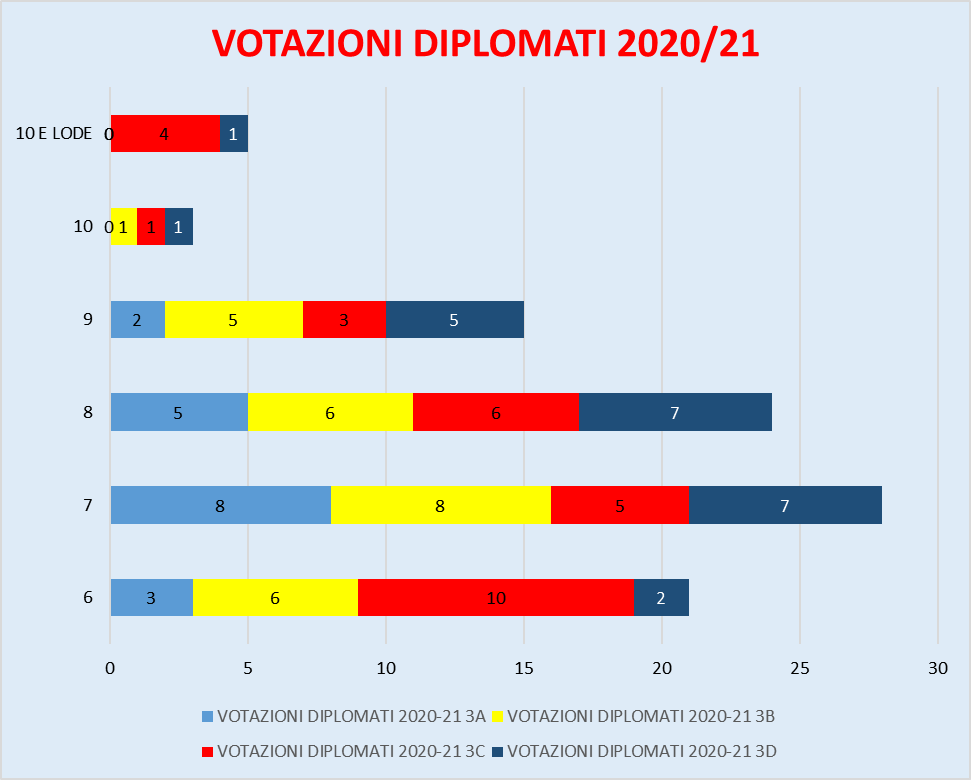 VOTAZIONI DIPLOMATI 2020/21
10 E LODE 0 4 1
10 0 1 1 1
9 2 5 3 5
8 5 6 6 7
7 8 8 5 7
6 3 6 10 2
0 5 10 15 20 25 30
VOTAZIONI DIPLOMATI 2020-21 3A VOTAZIONI DIPLOMATI 2020-21 3B
VOTAZIONI DIPLOMATI 2020-21 3C VOTAZIONI DIPLOMATI 2020-21 3D